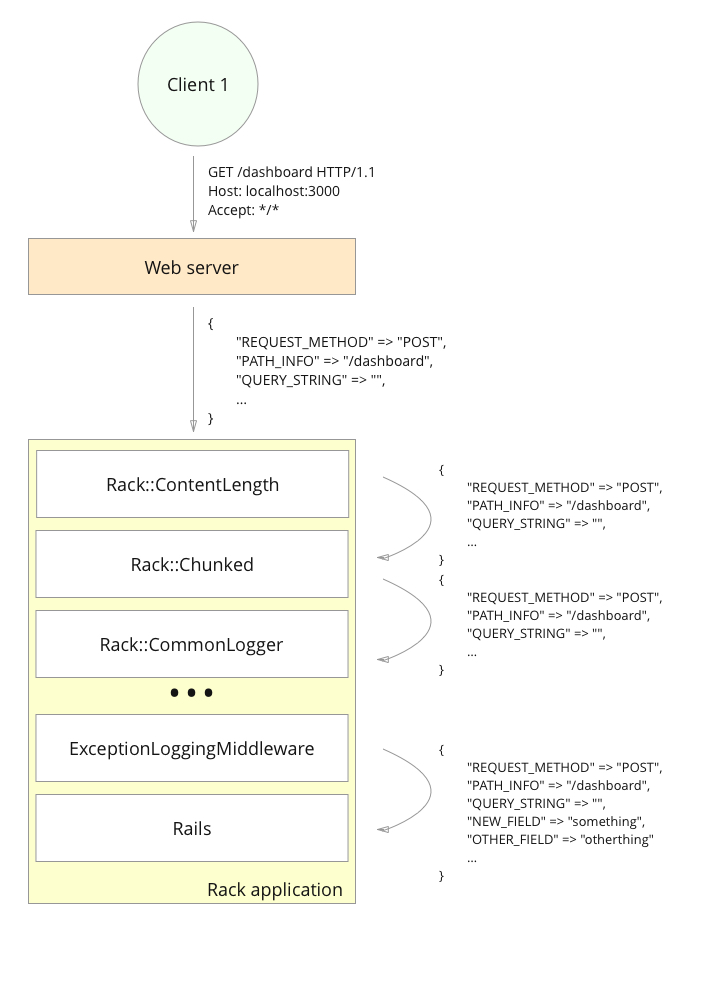 Client 1
GET /dashboard HTTP/1.1
Host: localhost:3000
Accept: */*
Web server
{
"REQUEST_METHOD" => "POST",
"PATH_INFO" => "/dashboard",
"QUERY_STRING" => "",
...
}
Rack::ContentLength
{
"REQUEST_METHOD" => "POST",
"PATH_INFO" => "/dashboard",
"QUERY_STRING" => "",
...
}
Rack::Chunked
{
"REQUEST_METHOD" => "POST",
"PATH_INFO" => "/dashboard",
"QUERY_STRING" => "",
...
}
Rack::CommonLogger
...
ExceptionLoggingMiddleware
{
"REQUEST_METHOD" => "POST",
"PATH_INFO" => "/dashboard",
"QUERY_STRING" => "",
"NEW_FIELD" => "something",
"OTHER_FIELD" => "otherthing"
...
}
Rails
Rack application